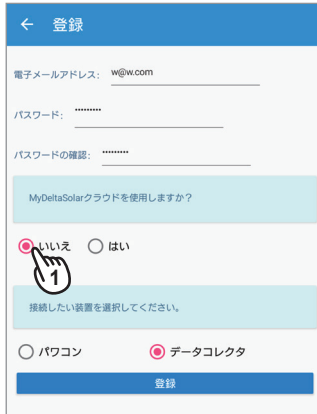 ← 登録
電子メールアドレス: w@w.com
パスワード: •••••••••
パスワードの確認: •••••••••
MyDeltaSolarクラウドを使用しますか？
いいえ はい
1
接続したい装置を選択してください。
パワコン データコレクタ
登録